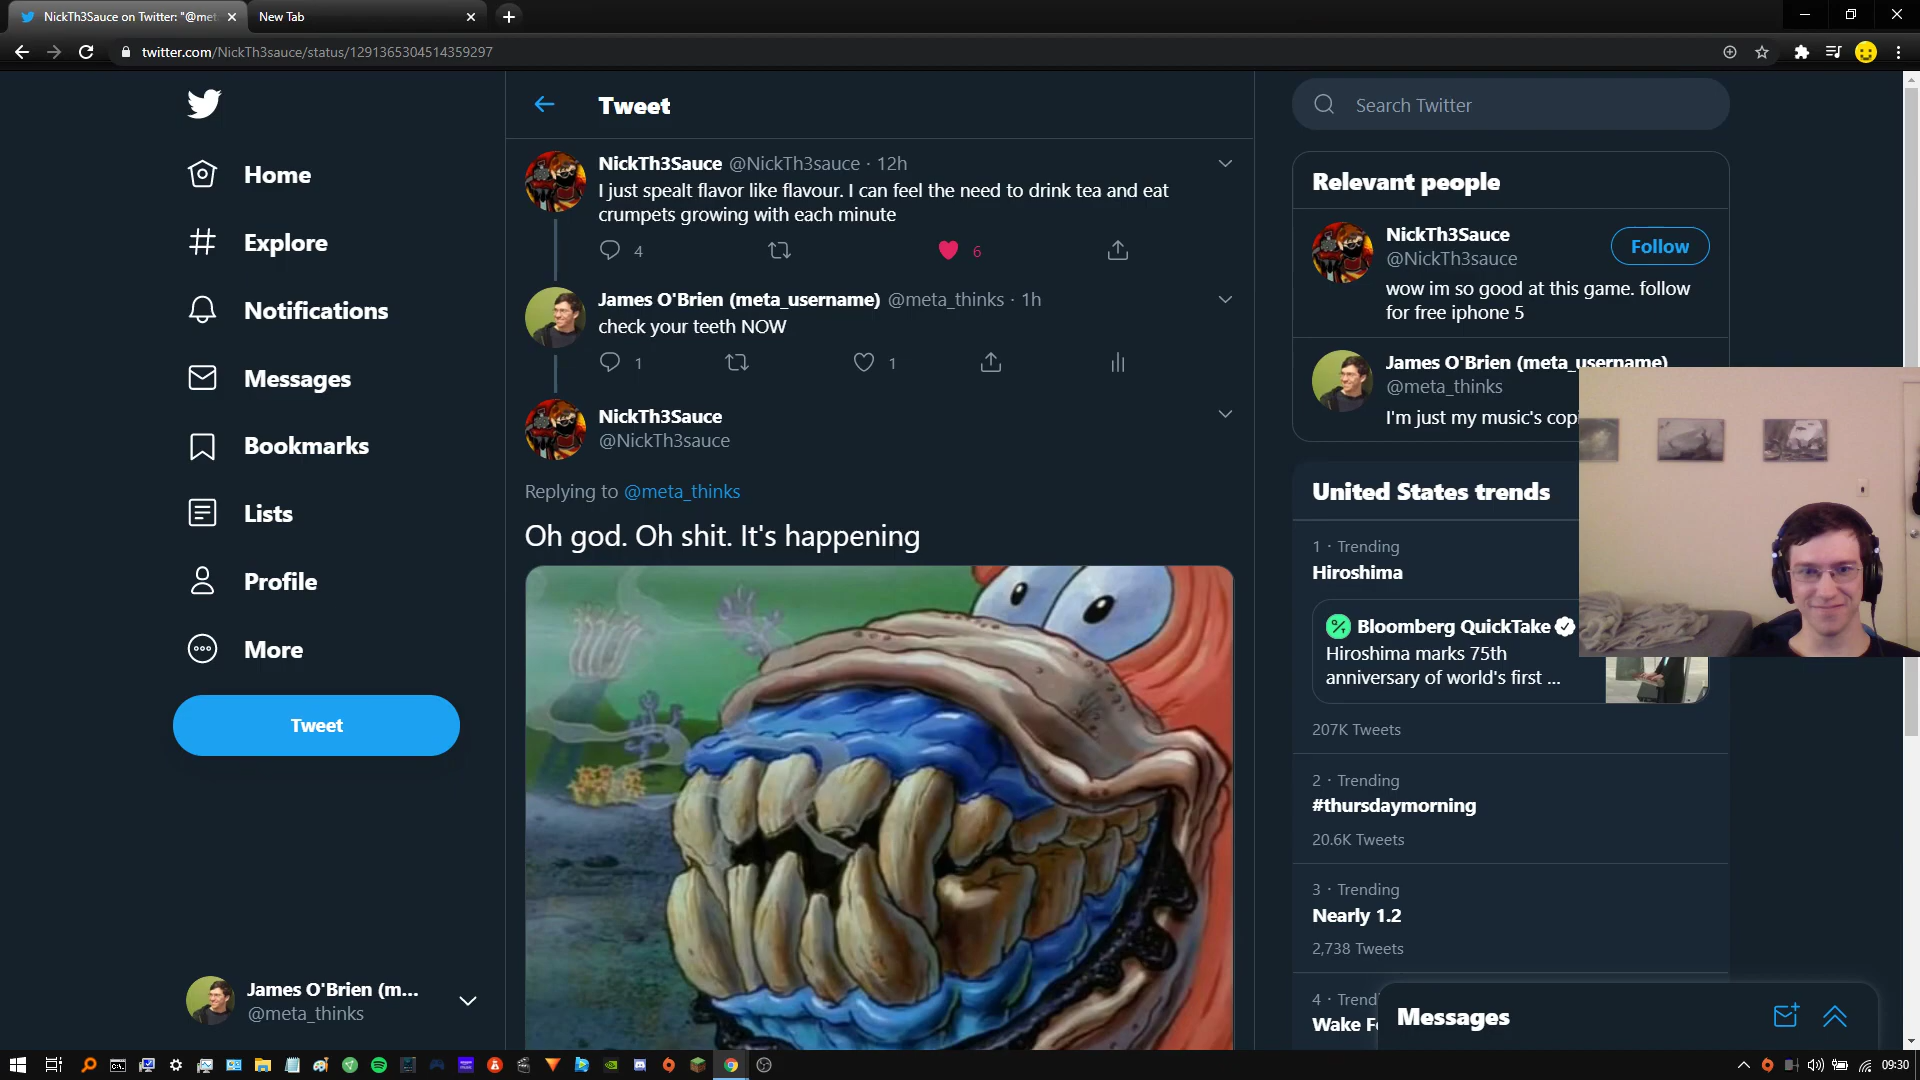 NickTh3Sauce on Twitter: "@met
New Tab
twitter.com/NickTh3sauce/status/1291365304514359297
Home
Explore
Notifications
Messages
Bookmarks
Lists
Profile
More
Tweet
James O'Brien (m...
@meta_thinks
Tweet
NickTh3Sauce @NickTh3sauce · 12h
I just spealt flavor like flavour. I can feel the need to drink tea and eat
crumpets growing with each minute
4
6
James O'Brien (meta_username) @meta_thinks · 1h
check your teeth NOW
1
1
NickTh3Sauce
@NickTh3sauce
Replying to @meta_thinks
Oh god. Oh shit. It's happening
Search Twitter
Relevant people
NickTh3Sauce
@NickTh3sauce
Follow
wow im so good at this game. follow
for free iphone 5
James O'Brien (meta_username)
@meta_thinks
I'm just my music's copi
United States trends
1 · Trending
Hiroshima
Bloomberg QuickTake
Hiroshima marks 75th
anniversary of world's first ...
207K Tweets
2 · Trending
#thursdaymorning
20.6K Tweets
3 · Trending
Nearly 1.2
2,738 Tweets
4 · Trend
Wake F
Messages
09:30